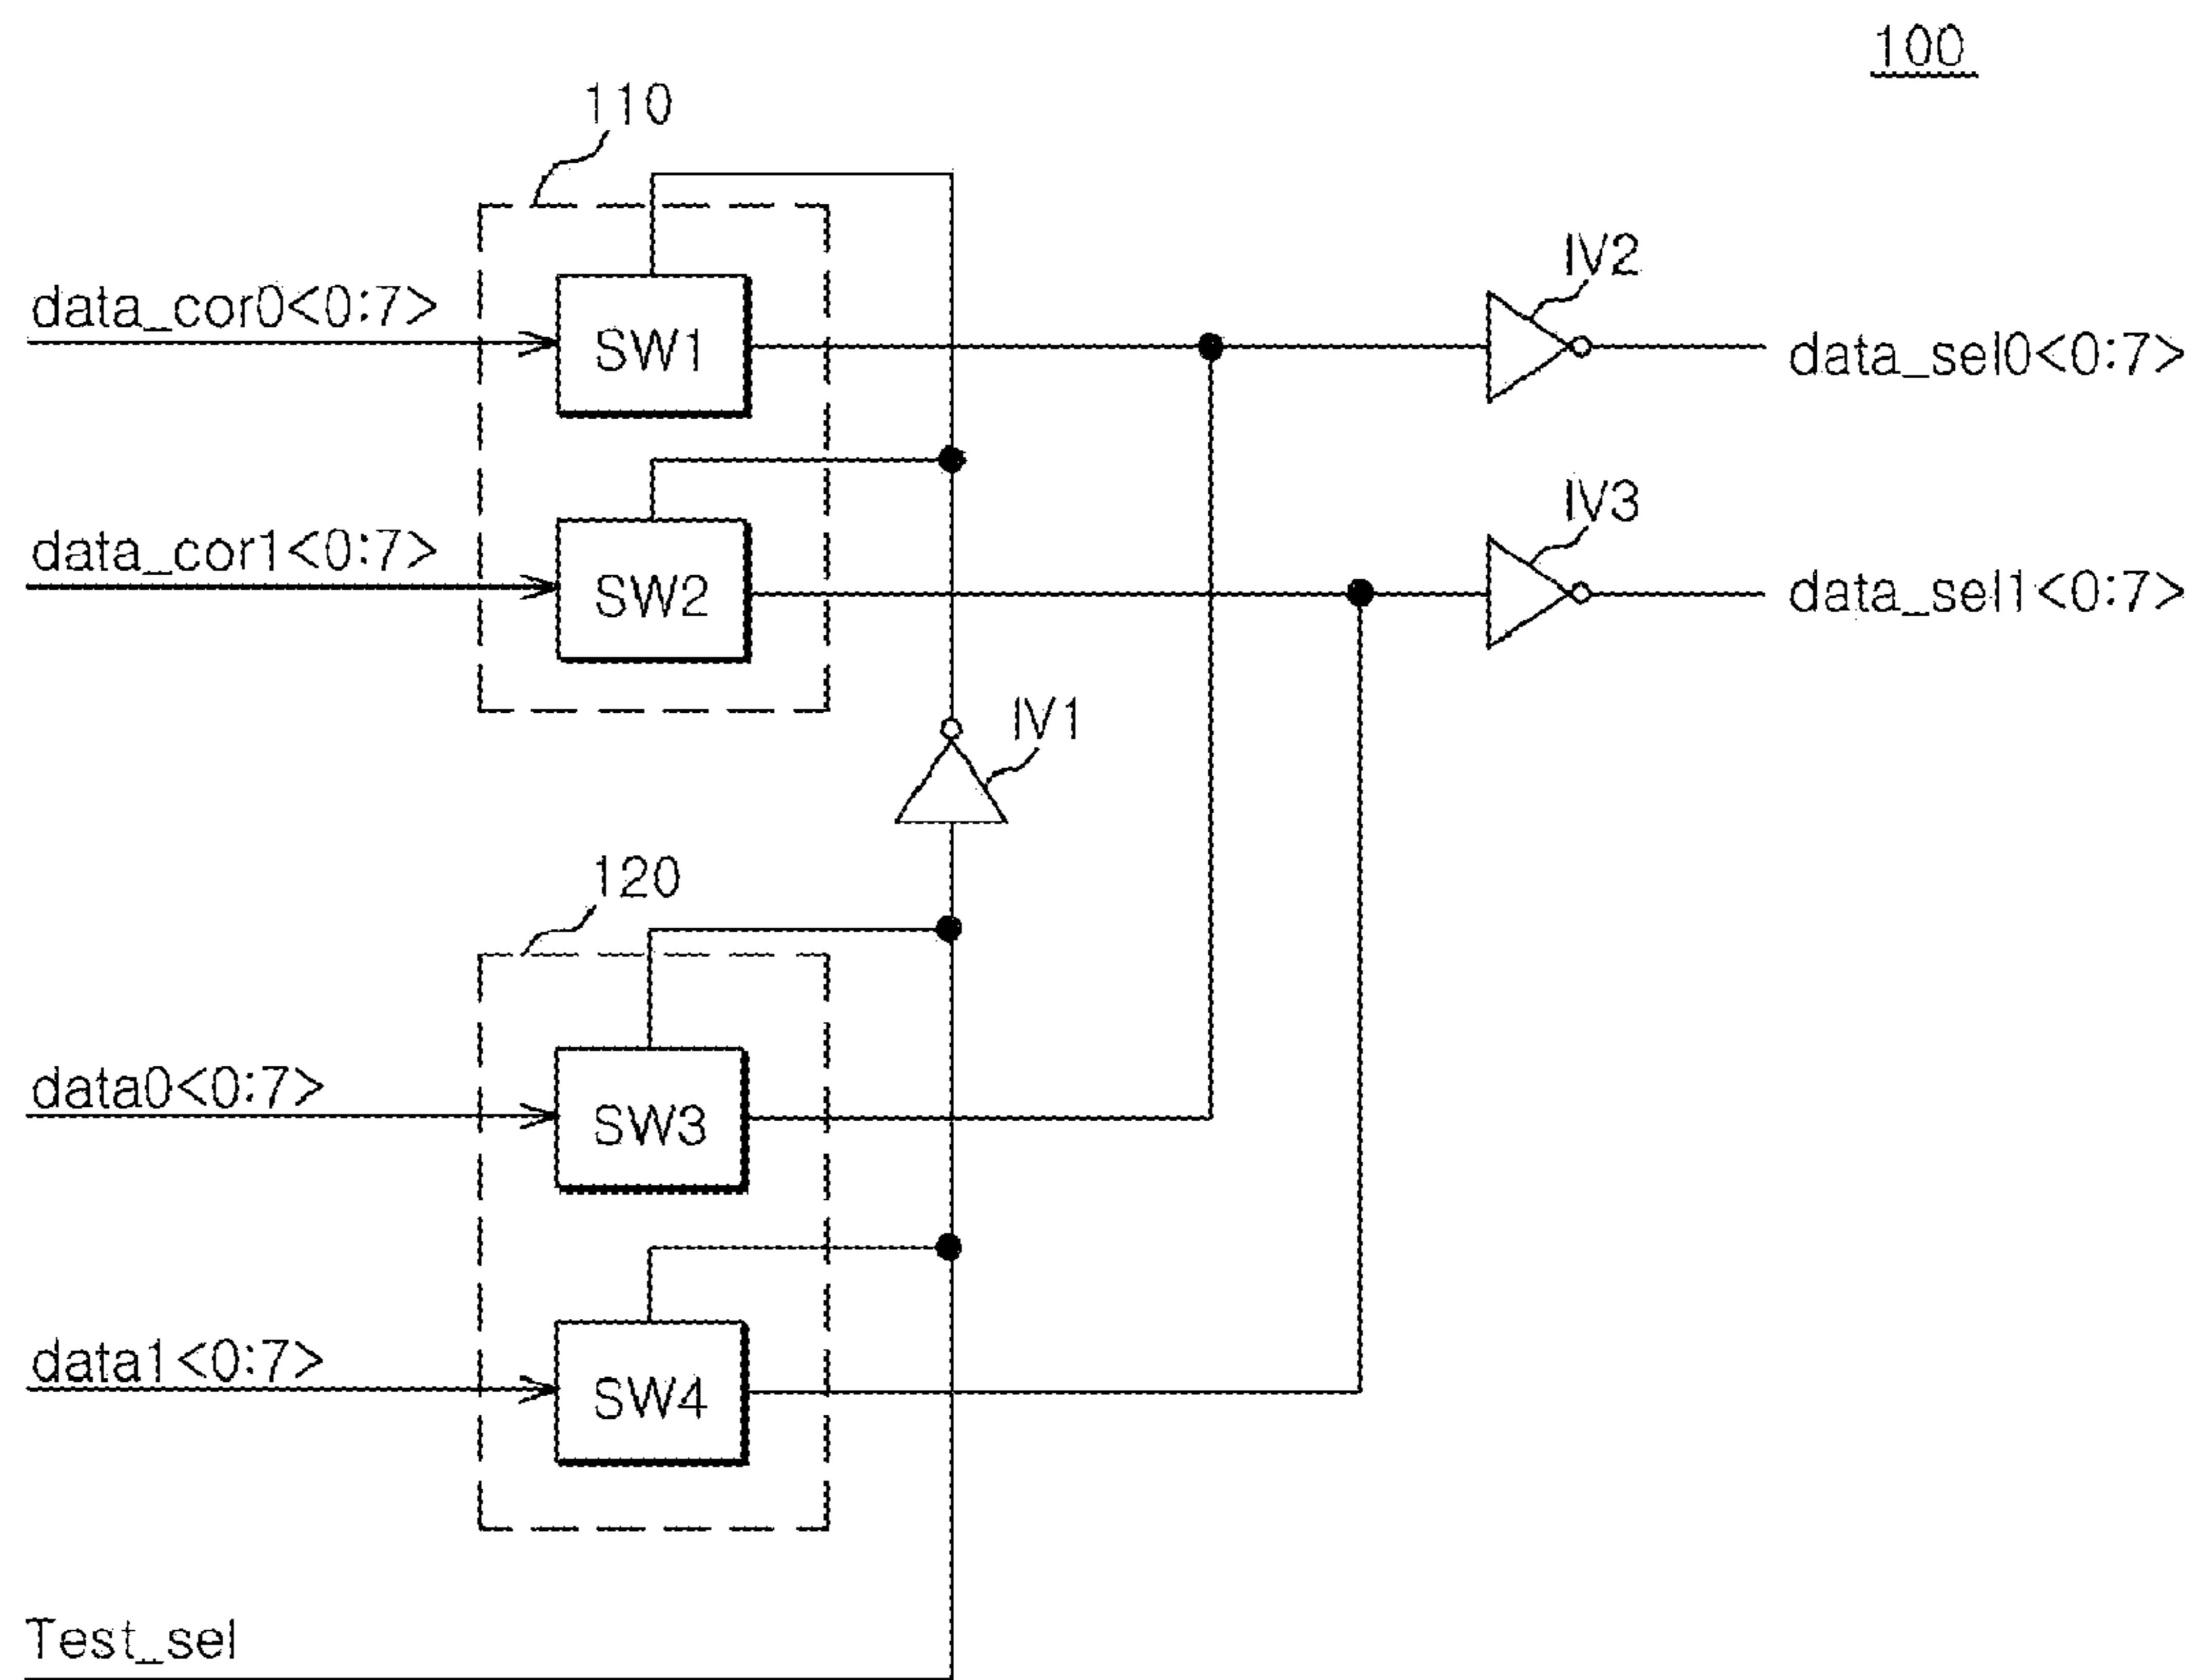 100
110
data_cor0<0:7>
SW1
IV2
data_sel0<0:7>
data_cor1<0:7>
SW2
IV3
data_sel1<0:7>
IV1
120
data0<0:7>
SW3
data1<0:7>
SW4
Test_sel